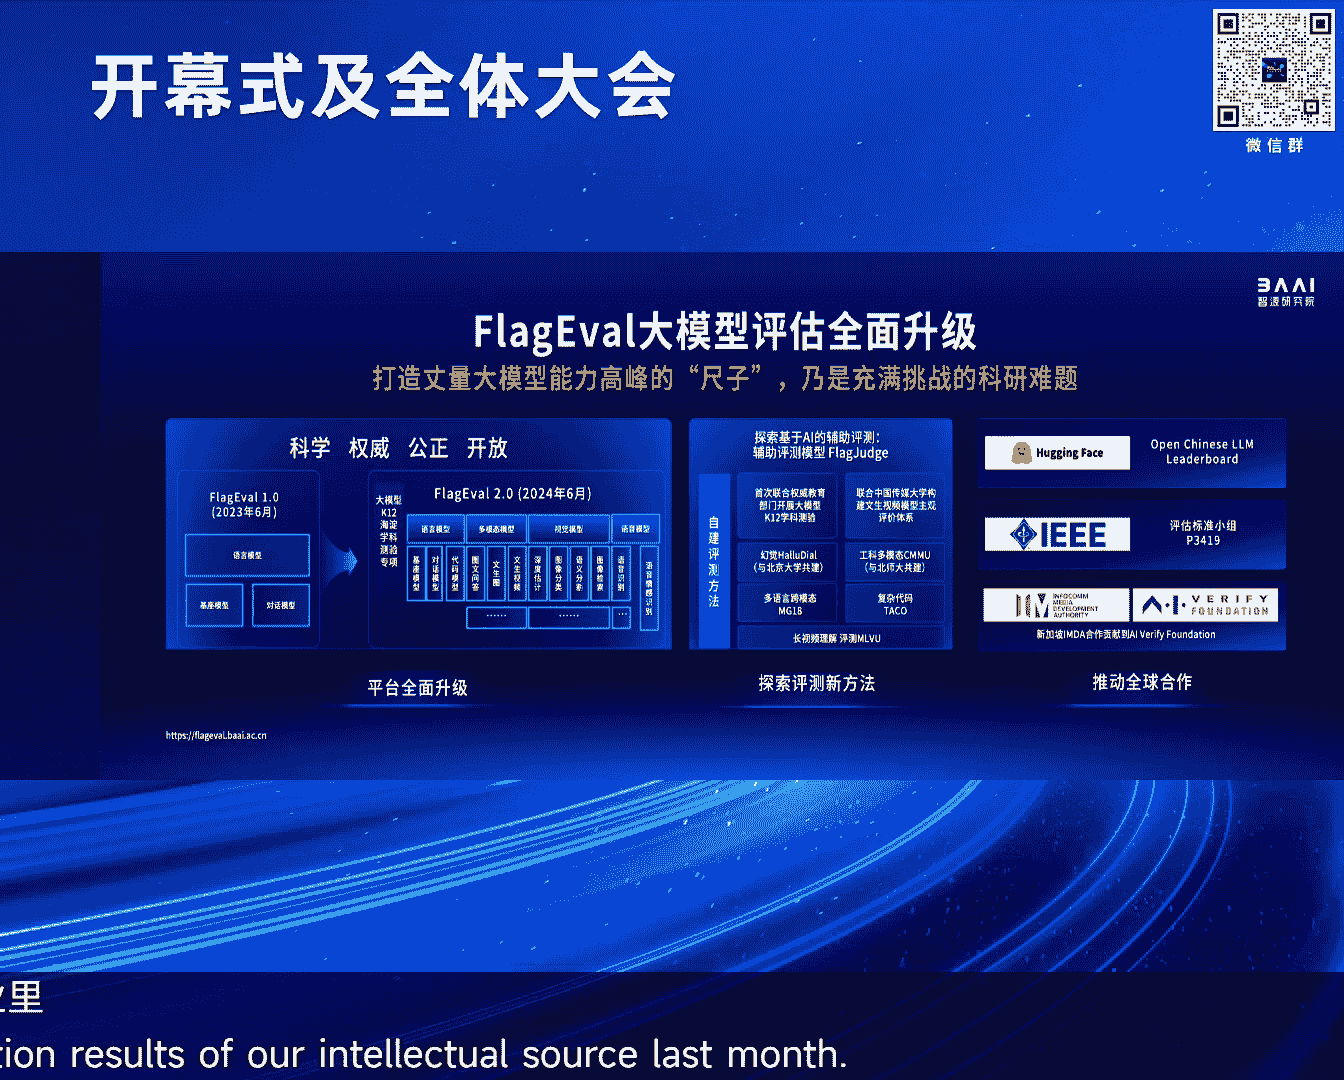 开幕式及全体大会
微信群
BAAI
智源研究院
FlagEval大模型评估全面升级
打造丈量大模型能力高峰的“尺子”，乃是充满挑战的科研难题
科学 权威 公正 开放
FlagEval 1.0
(2023年6月)
语言模型
基座模型
对话模型
大模型
K12
海淀
学科
测验
专项
FlagEval 2.0 (2024年6月)
语言模型
多模态模型
视觉模型
语音模型
基座模型
对话模型
代码模型
图文问答
文生图
文生视频
深度估计
图像分类
语义分割
图像检索
语音识别
语音情感识别
······
······
···
平台全面升级
探索基于AI的辅助评测：
辅助评测模型 FlagJudge
自建评测方法
首次联合权威教育
部门开展大模型
K12学科测验
联合中国传媒大学构
建文生视频模型主观
评价体系
幻觉HalluDial
（与北京大学共建）
工科多模态CMMU
（与北师大共建）
多语言跨模态
MG18
复杂代码
TACO
长视频理解 评测MLVU
探索评测新方法
Hugging Face
Open Chinese LLM
Leaderboard
IEEE
评估标准小组
P3419
INFOCOMM
MEDIA
DEVELOPMENT
AUTHORITY
AI VERIFY
FOUNDATION
新加坡IMDA合作贡献到AI Verify Foundation
推动全球合作
https://flageval.baai.ac.cn
里
tion results of our intellectual source last month.